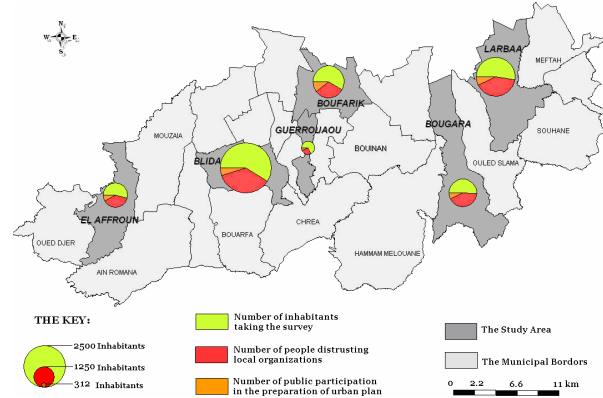 N
W E
S
LARBAA
MEFTAH
BOUFARIK
GUERROUAOU
BOUGARA
SOUHANE
MOUZAIA
BOUINAN
BLIDA
OULED SLAMA
EL AFFROUN
CHREA
OUED DJER
BOUARFA
HAMMAM MELOUANE
AIN ROMANA
THE KEY:
2500 Inhabitants
1250 Inhabitants
312 Inhabitants
Number of inhabitants
taking the survey
Number of people distrusting
local organizations
Number of public participation
in the preparation of urban plan
The Study Area
The Municipal Bordors
0 2.2 6.6 11 km